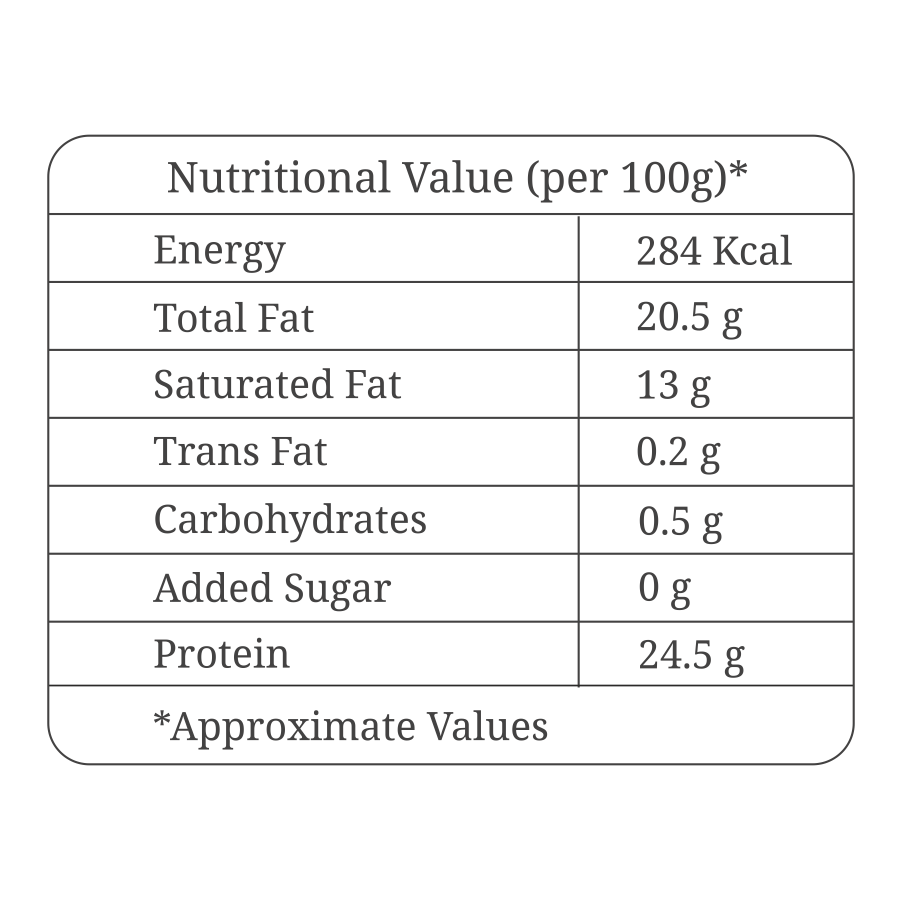 Nutritional Value (per 100g)*
Energy 284 Kcal
Total Fat 20.5 g
Saturated Fat 13 g
Trans Fat 0.2 g
Carbohydrates 0.5 g
Added Sugar 0 g
Protein 24.5 g
*Approximate Values